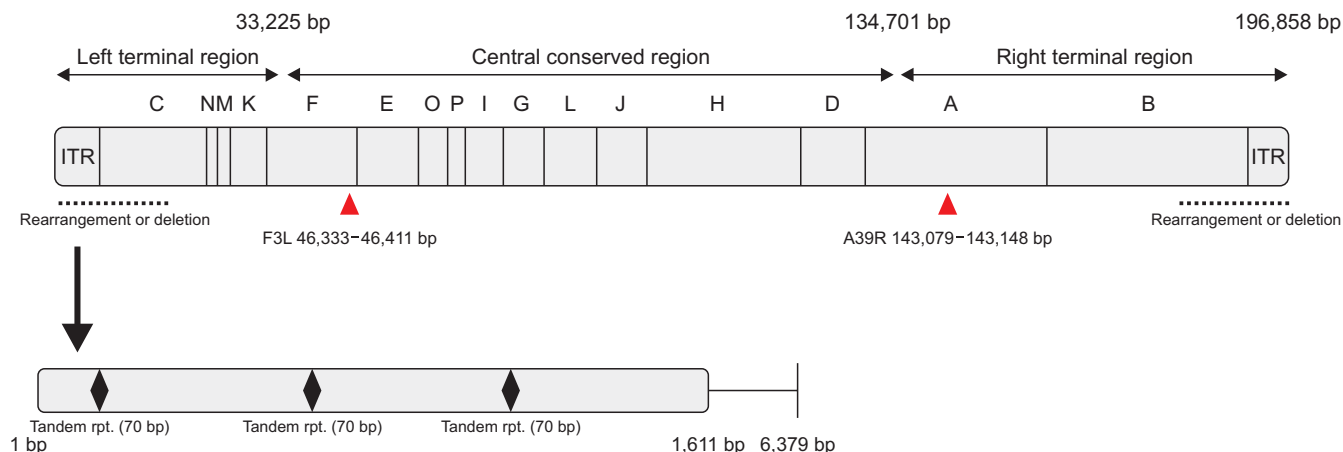 33,225 bp 134,701 bp 196,858 bp
Left terminal region Central conserved region Right terminal region
C N M K F E O P I G L J H D A B
ITR ITR
Rearrangement or deletion Rearrangement or deletion
F3L 46,333–46,411 bp A39R 143,079–143,148 bp
Tandem rpt. (70 bp) Tandem rpt. (70 bp) Tandem rpt. (70 bp)
1 bp 1,611 bp 6,379 bp